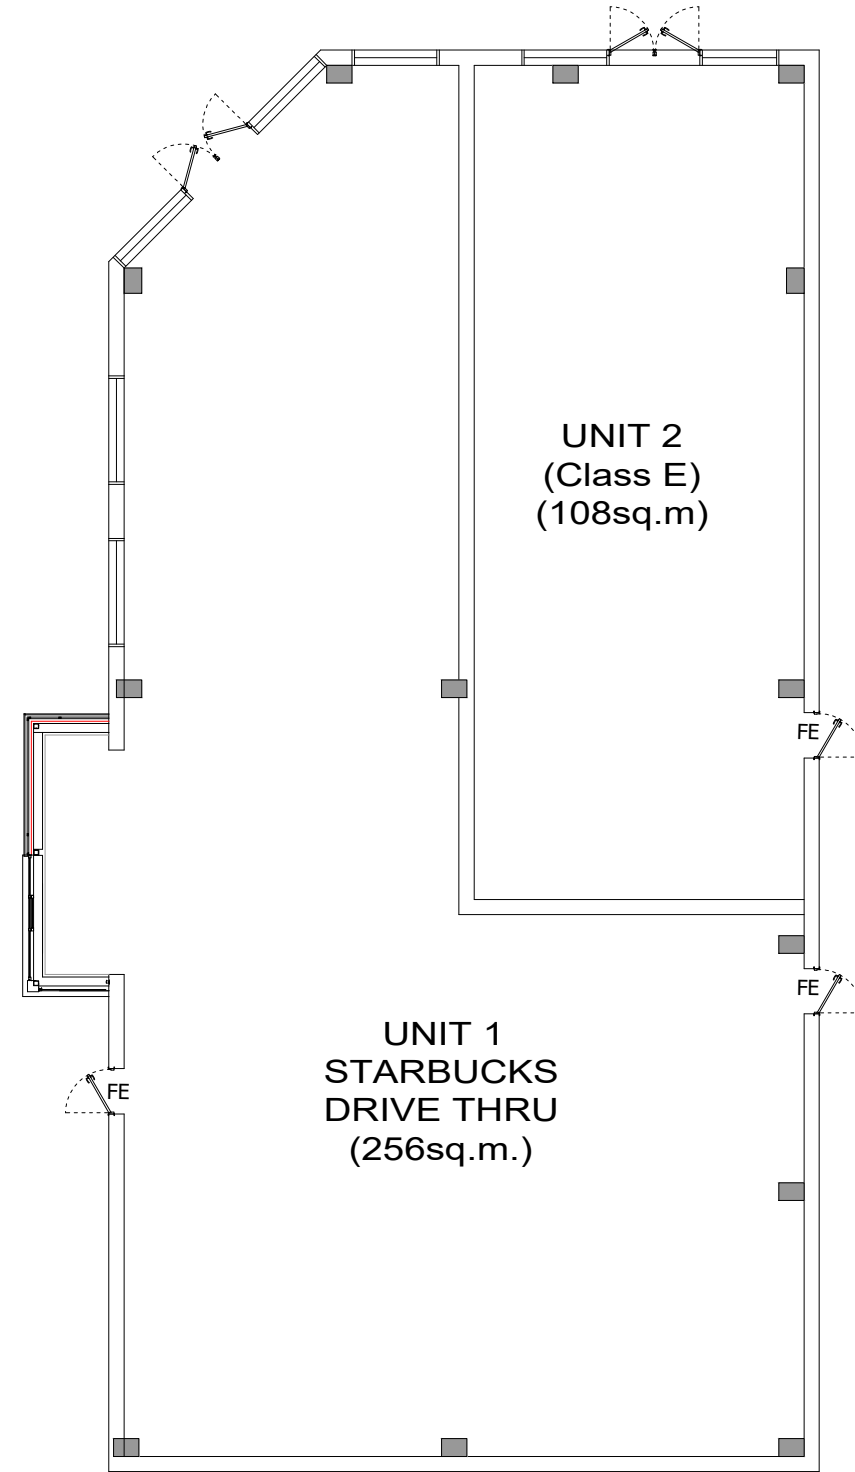 UNIT 2
(Class E)
(108sq.m)
FE
FE
UNIT 1
STARBUCKS
DRIVE THRU
(256sq.m.)
FE